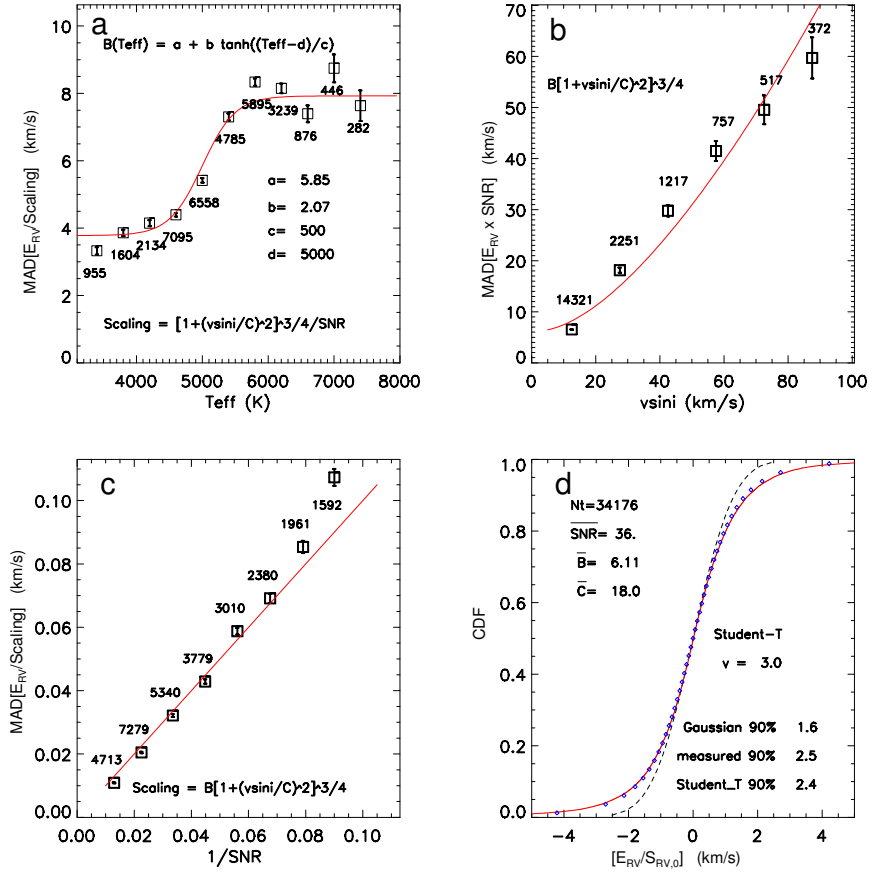 a
B(Teff) = a + b tanh((Teff-d)/c)
MAD[E_RV/Scaling] (km/s)
10
8
6
4
2
0
955
1604
2134
7095
6558
4785
5895
3239
876
446
282
a= 5.85
b= 2.07
c= 500
d= 5000
Scaling = [1+(vsini/C)^2]^3/4/SNR
4000 5000 6000 7000 8000
Teff (K)
b
B[1+vsini/C)^2]^3/4
MAD[E_RV x SNR] (km/s)
70
60
50
40
30
20
10
0
14321
2251
1217
757
517
372
0 20 40 60 80 100
vsini (km/s)
c
MAD[E_RV/Scaling] (km/s)
0.10
0.08
0.06
0.04
0.02
0.00
4713
7279
5340
3779
3010
2380
1961
1592
Scaling = B[1+(vsini/C)^2]^3/4
0.00 0.02 0.04 0.06 0.08 0.10
1/SNR
d
CDF
1.0
0.8
0.6
0.4
0.2
0.0
Nt=34176
SNR= 36.
B= 6.11
C= 18.0
Student-T
v = 3.0
Gaussian 90% 1.6
measured 90% 2.5
Student_T 90% 2.4
-4 -2 0 2 4
[E_RV/S_RV,0] (km/s)